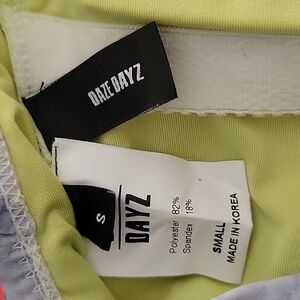 DAZE DAYZ
S
DAYZ
Polyester 82%
Spandex 18%
SMALL
MADE IN KOREA